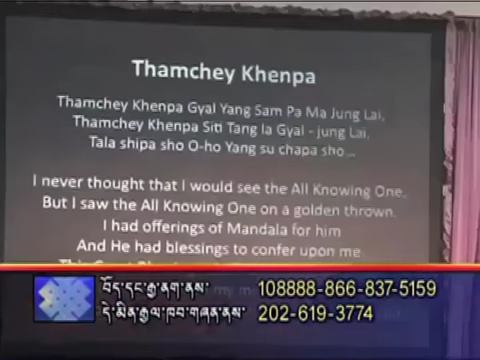 Thamchey Khenpa
Thamchey Khenpa Gyal Yang Sam Pa Ma Jung Lai,
Thamchey Khenpa Siti Tang la Gyal - jung Lai,
Tala shipa sho O-ho Yang su chapa sho...
I never thought that I would see the All Knowing One,
But I saw the All Knowing One on a golden thrown.
I had offerings of Mandala for him
And He had blessings to confer upon me
བོད་དང་རྒྱ་ནག་ནས་ 108888-866-837-5159
དེ་མིན་རྒྱལ་ཁབ་གཞན་ནས་ 202-619-3774